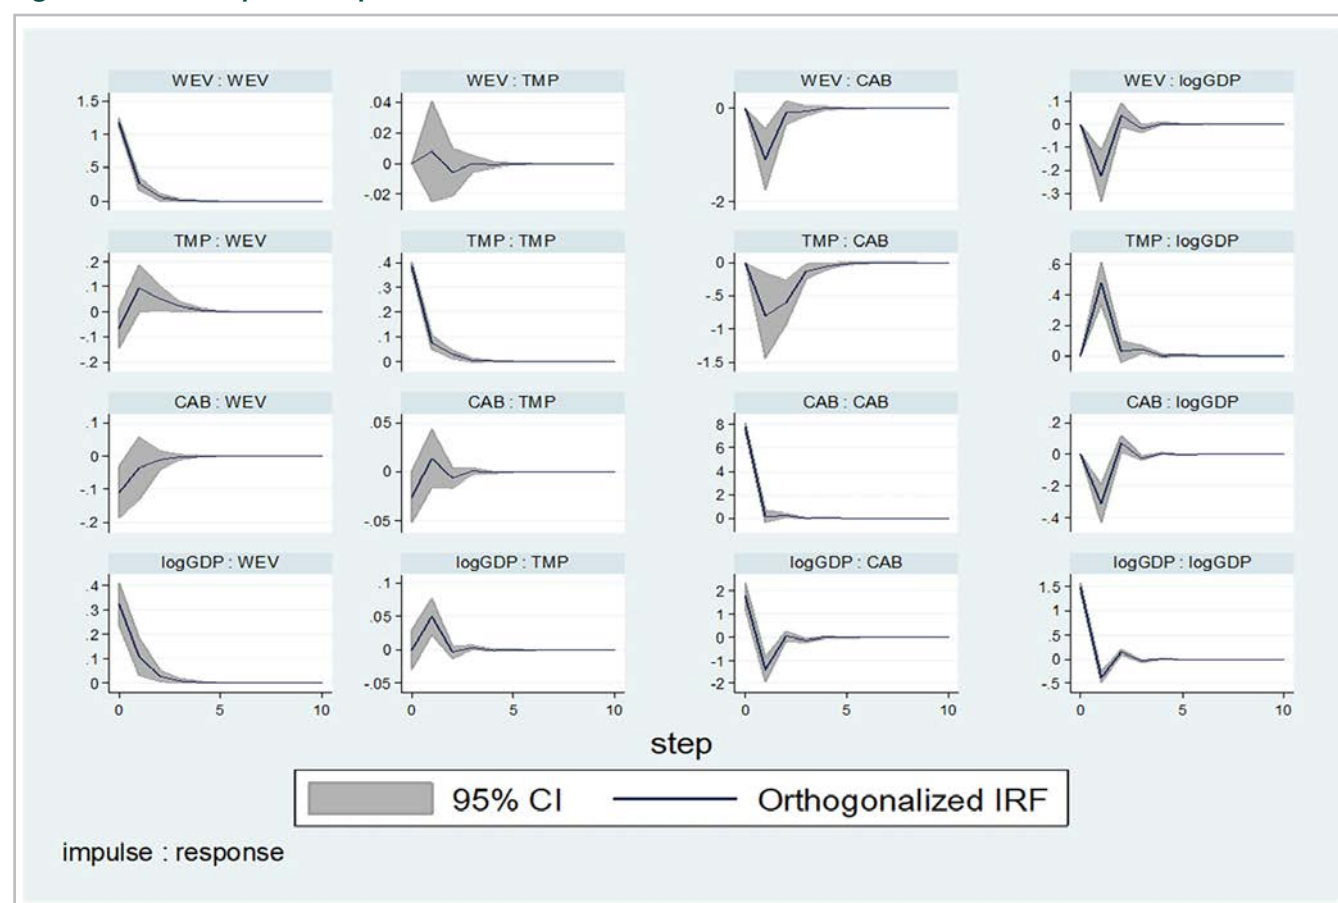 WEV : WEV
WEV : TMP
WEV : CAB
WEV : logGDP
1.5
1
.5
0
.04
.02
0
-.02
0
-2
.1
0
-.1
-.2
-.3
TMP : WEV
TMP : TMP
TMP : CAB
TMP : logGDP
.2
.1
0
-.1
-.2
.4
.3
.2
.1
0
0
-.5
-1
-1.5
.6
.4
.2
0
CAB : WEV
CAB : TMP
CAB : CAB
CAB : logGDP
.1
0
-.1
-.2
.05
0
-.05
8
6
4
2
0
.2
0
-.2
-.4
logGDP : WEV
logGDP : TMP
logGDP : CAB
logGDP : logGDP
.4
.3
.2
.1
0
.1
.05
0
-.05
2
1
0
-1
-2
1.5
1
.5
0
-.5
0 5 10
0 5 10
0 5 10
0 5 10
step
95% CI
Orthogonalized IRF
impulse : response